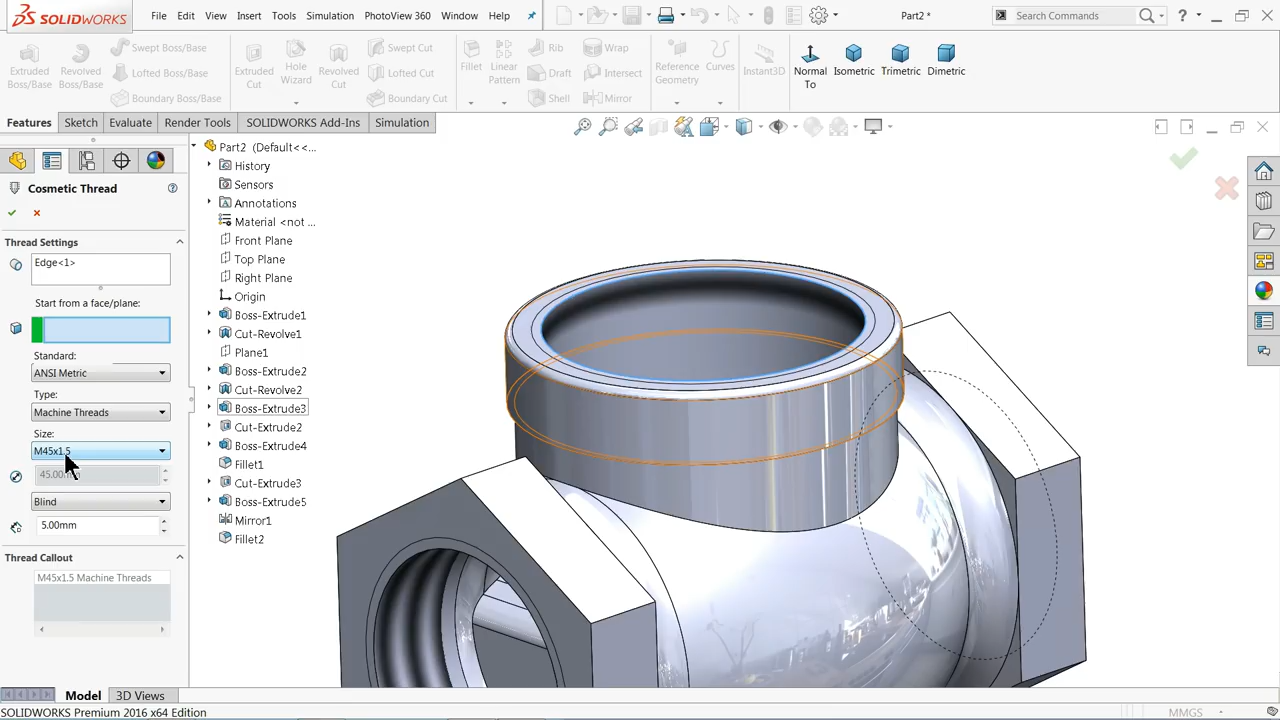 SOLIDWORKS File Edit View Insert Tools Simulation PhotoView 360 Window Help Part2 * Search Commands ?
Extruded Boss/Base
Revolved Boss/Base
Swept Boss/Base
Lofted Boss/Base
Boundary Boss/Base
Extruded Cut
Hole Wizard
Revolved Cut
Swept Cut
Lofted Cut
Boundary Cut
Fillet
Linear Pattern
Rib
Draft
Shell
Wrap
Intersect
Mirror
Reference Geometry
Curves
Instant3D
Normal To
Isometric
Trimetric
Dimetric
Features Sketch Evaluate Render Tools SOLIDWORKS Add-Ins Simulation
Cosmetic Thread
Thread Settings
Edge<1>
Start from a face/plane:
Standard:
ANSI Metric
Type:
Machine Threads
Size:
M45x1.5
Blind
5.00mm
Thread Callout
M45x1.5 Machine Threads
Part2 (Default<<...
History
Sensors
Annotations
Material <not ...
Front Plane
Top Plane
Right Plane
Origin
Boss-Extrude1
Cut-Revolve1
Plane1
Boss-Extrude2
Cut-Revolve2
Boss-Extrude3
Cut-Extrude2
Boss-Extrude4
Fillet1
Cut-Extrude3
Boss-Extrude5
Mirror1
Fillet2
Model 3D Views
SOLIDWORKS Premium 2016 x64 Edition MMGS